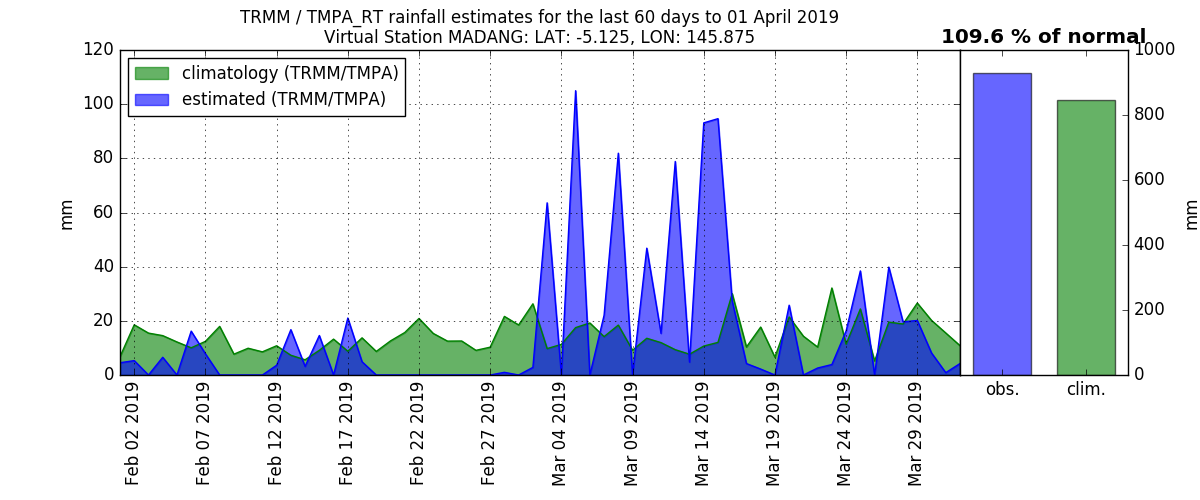 TRMM / TMPA_RT rainfall estimates for the last 60 days to 01 April 2019
Virtual Station MADANG: LAT: -5.125, LON: 145.875
109.6 % of normal
climatology (TRMM/TMPA)
estimated (TRMM/TMPA)
120
100
80
60
40
20
0
mm
Feb 02 2019
Feb 07 2019
Feb 12 2019
Feb 17 2019
Feb 22 2019
Feb 27 2019
Mar 04 2019
Mar 09 2019
Mar 14 2019
Mar 19 2019
Mar 24 2019
Mar 29 2019
1000
800
600
400
200
0
mm
obs.
clim.